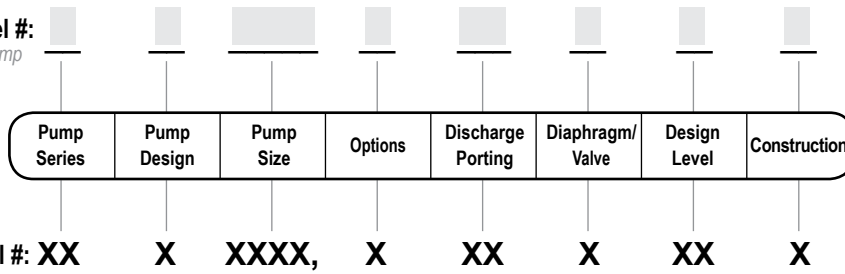 el #:
mp
Pump Series
Pump Design
Pump Size
Options
Discharge Porting
Diaphragm/ Valve
Design Level
Construction
l #: XX X XXXX, X XX X XX X